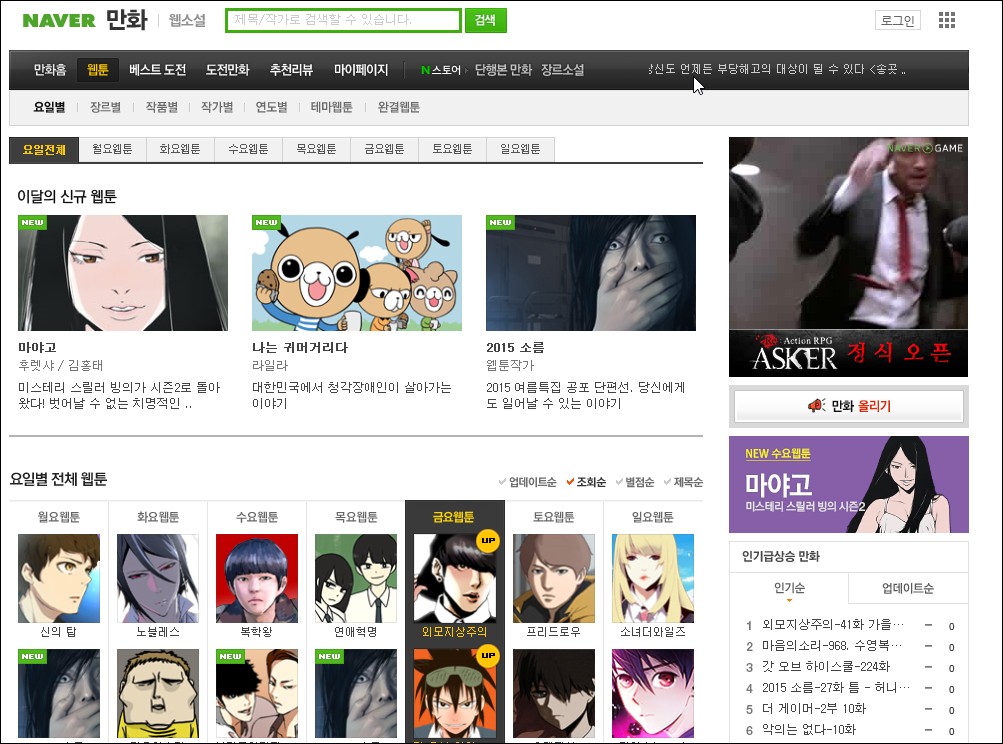 NAVER 만화 웹소설 제목/작가로 검색할 수 있습니다. 검색 로그인
만화홈 웹툰 베스트 도전 도전만화 추천리뷰 마이페이지 N스토어 단행본 만화 장르소설 당신도 언제든 부당해고의 대상이 될 수 있다 <송곳 ..
요일별 장르별 작품별 작가별 연도별 테마웹툰 완결웹툰
요일전체 월요웹툰 화요웹툰 수요웹툰 목요웹툰 금요웹툰 토요웹툰 일요웹툰
이달의 신규 웹툰
NEW NEW NEW
마야고 나는 귀머거리다 2015 소름
후렛샤 / 김홍태 라일라 웹툰작가
미스테리 스릴러 빙의가 시즌2로 돌아 대한민국에서 청각장애인이 살아가는 2015 여름특집 공포 단편선. 당신에게
왔다! 벗어날 수 없는 치명적인 .. 이야기 도 일어날 수 있는 이야기
요일별 전체 웹툰
업데이트순 조회순 별점순 제목순
월요웹툰 화요웹툰 수요웹툰 목요웹툰 금요웹툰 토요웹툰 일요웹툰
UP
신의 탑 노블레스 복학왕 연애혁명 외모지상주의 프리드로우 소녀더와일즈
NEW NEW NEW UP
NAVER GAME
Action RPG
ASKER 정식 오픈
만화 올리기
NEW 수요웹툰
마야고
미스테리 스릴러 빙의 시즌2
인기급상승 만화
인기순 업데이트순
1 외모지상주의-41화 가을… - 0
2 마음의소리-968. 수영복… - 0
3 갓 오브 하이스쿨-224화 - 0
4 2015 소름-27화 틈 - 허니… - 0
5 더 게이머-2부 10화 - 0
6 악의는 없다-10화 - 0